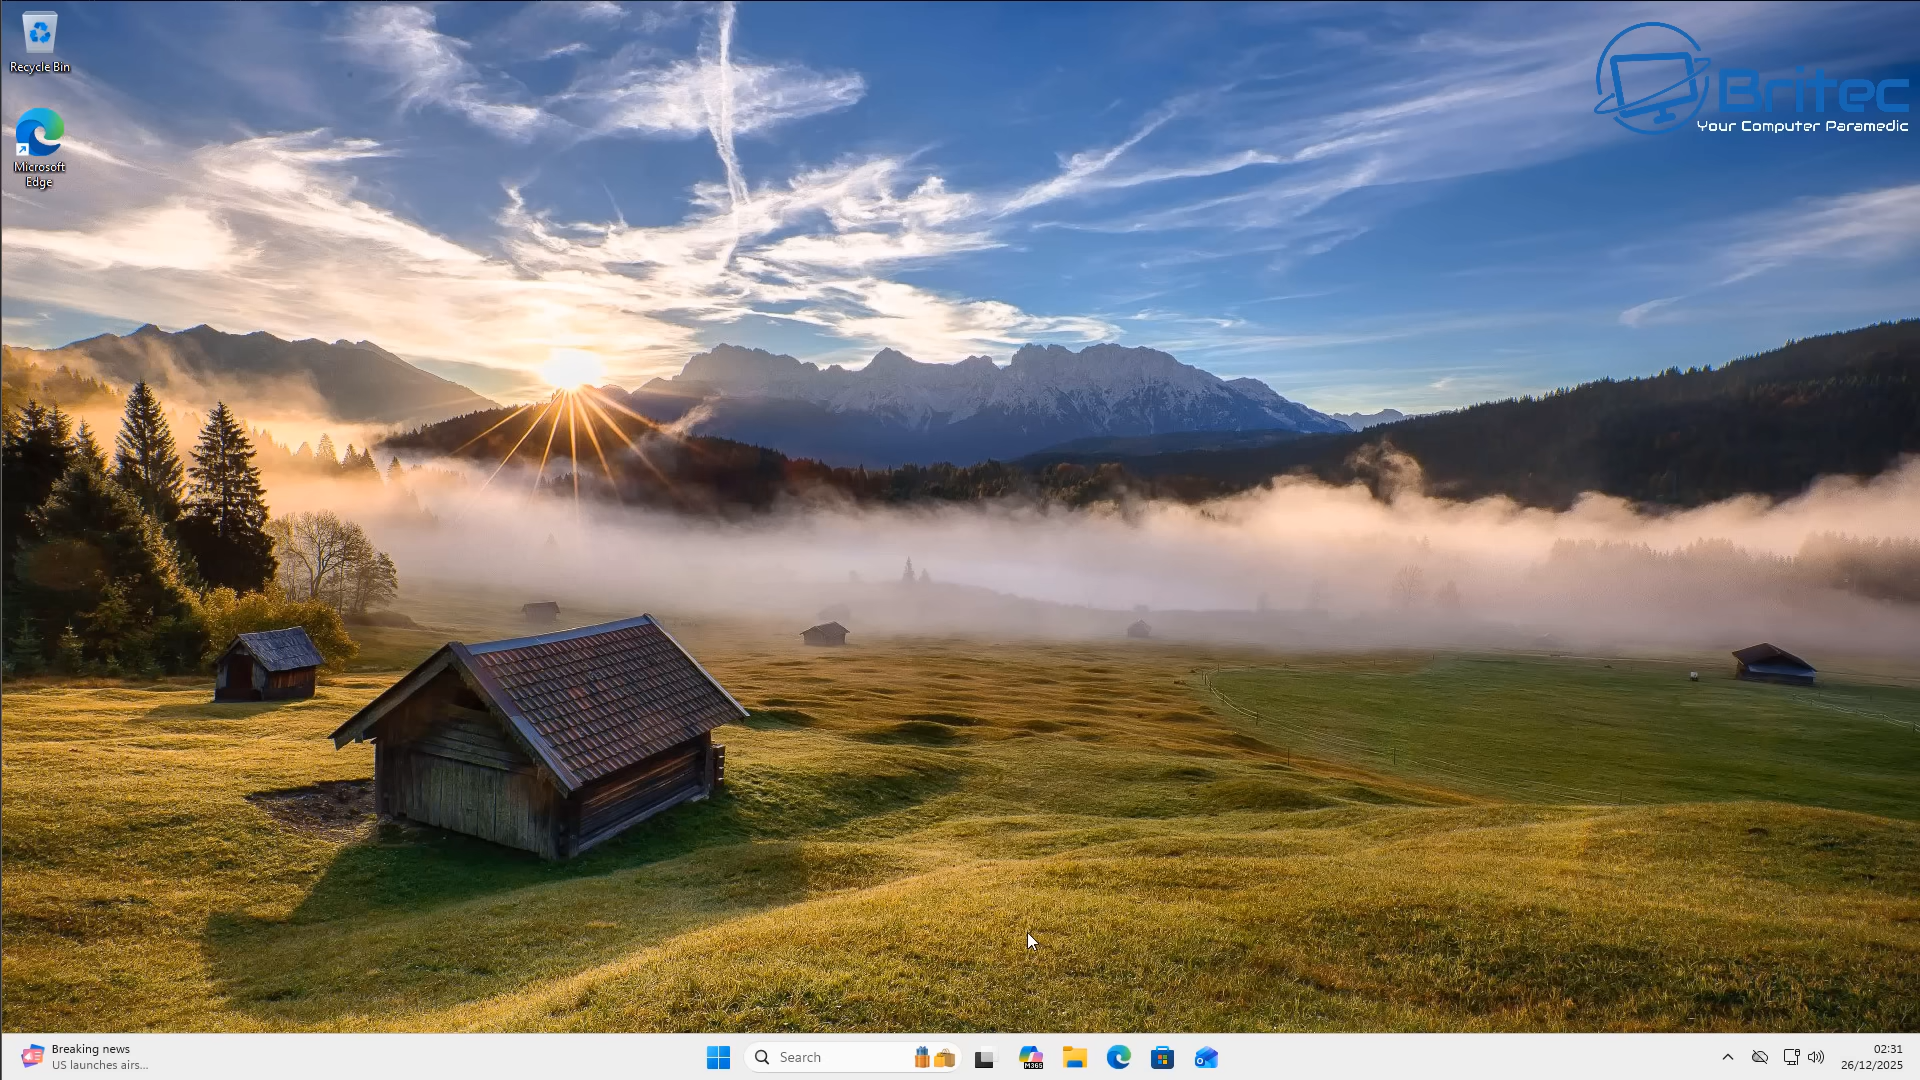 Recycle Bin
Microsoft
Edge
Britec
Your Computer Paramedic
Breaking news
US launches airs...
Search
M365
02:31
26/12/2025